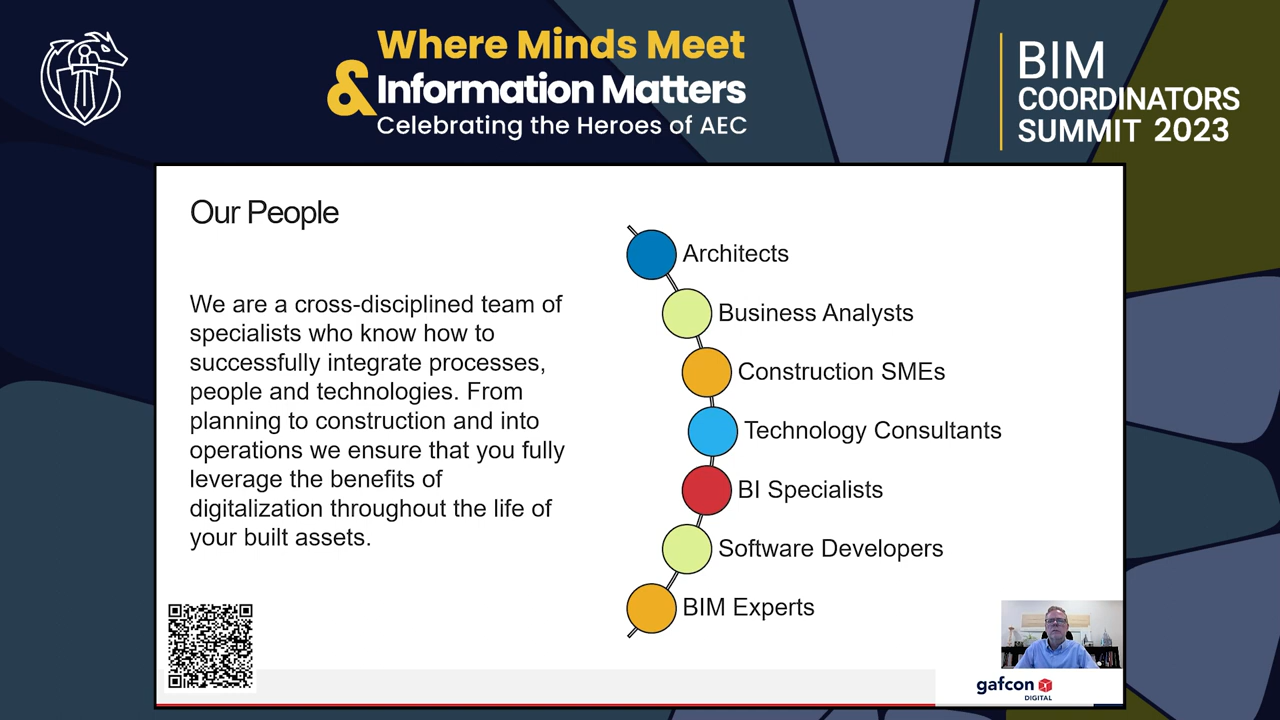 Where Minds Meet
& Information Matters
Celebrating the Heroes of AEC
BIM
COORDINATORS
SUMMIT 2023
Our People
We are a cross-disciplined team of
specialists who know how to
successfully integrate processes,
people and technologies. From
planning to construction and into
operations we ensure that you fully
leverage the benefits of
digitalization throughout the life of
your built assets.
Architects
Business Analysts
Construction SMEs
Technology Consultants
BI Specialists
Software Developers
BIM Experts
gafcon
DIGITAL